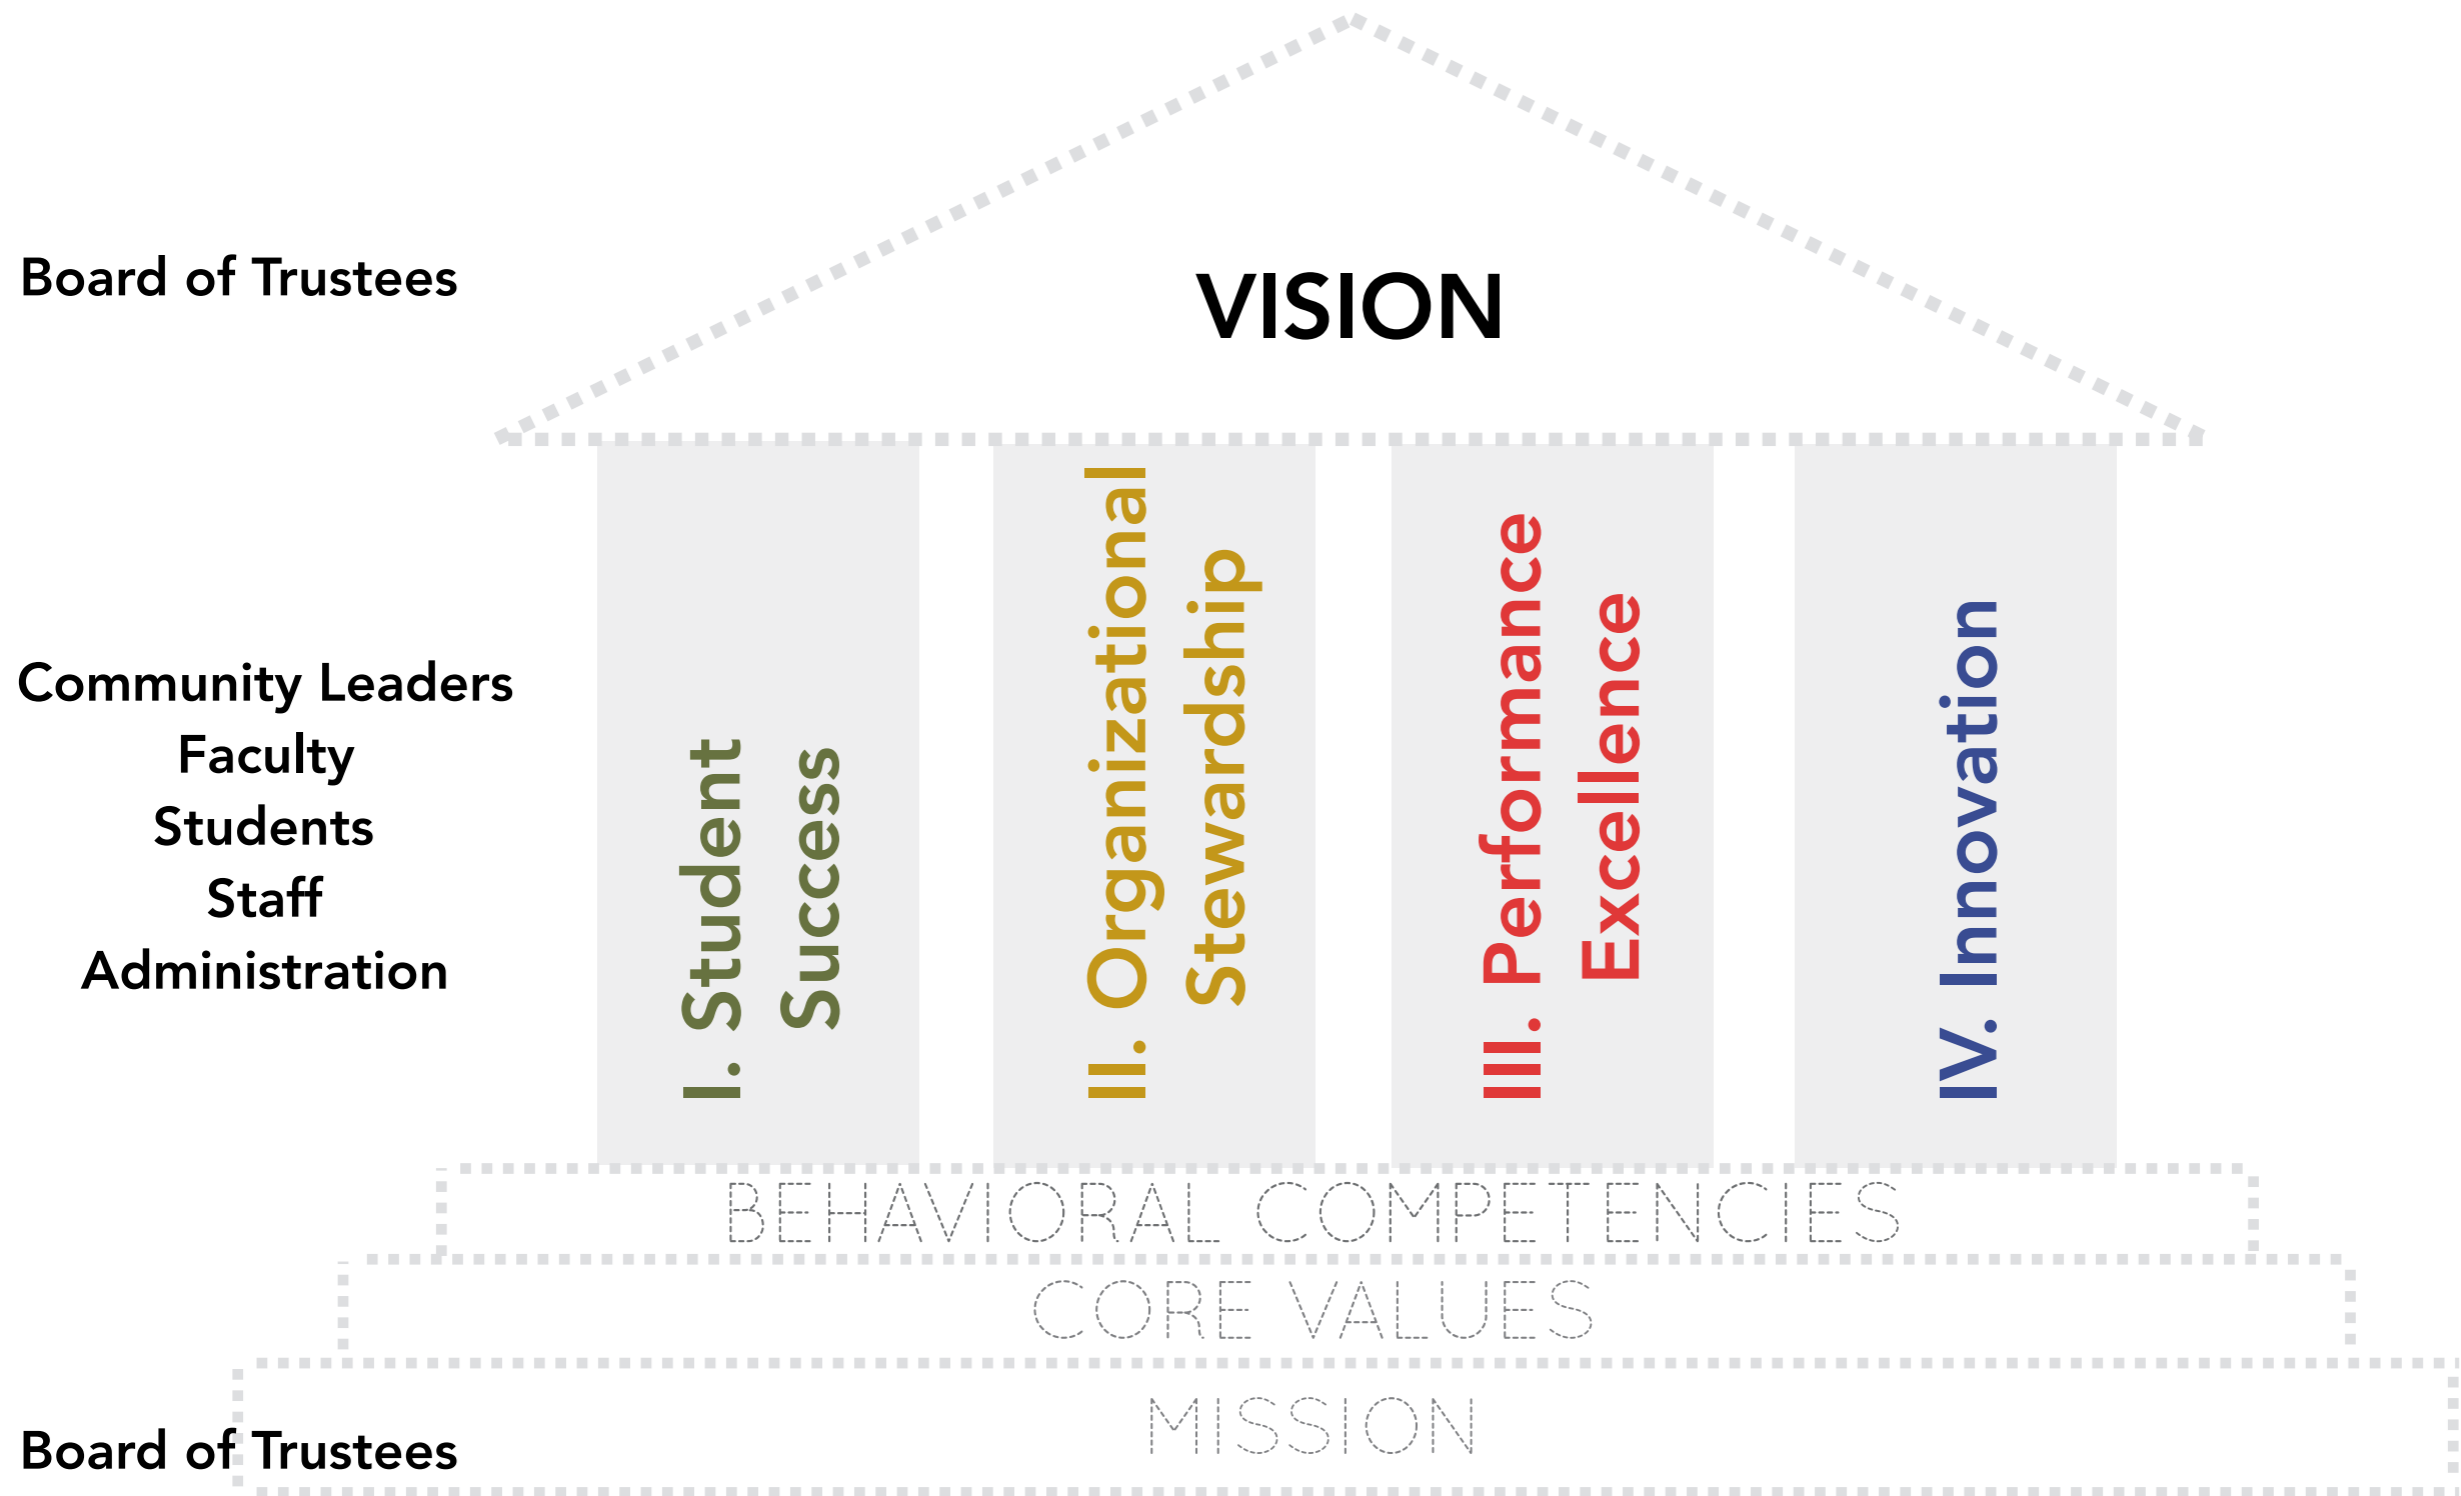 Board of Trustees
VISION
Community Leaders
Faculty
Students
Staff
Administration
I. Student
Success
II. Organizational
Stewardship
III. Performance
Excellence
IV. Innovation
BEHAVIORAL COMPETENCIES
CORE VALUES
MISSION
Board of Trustees